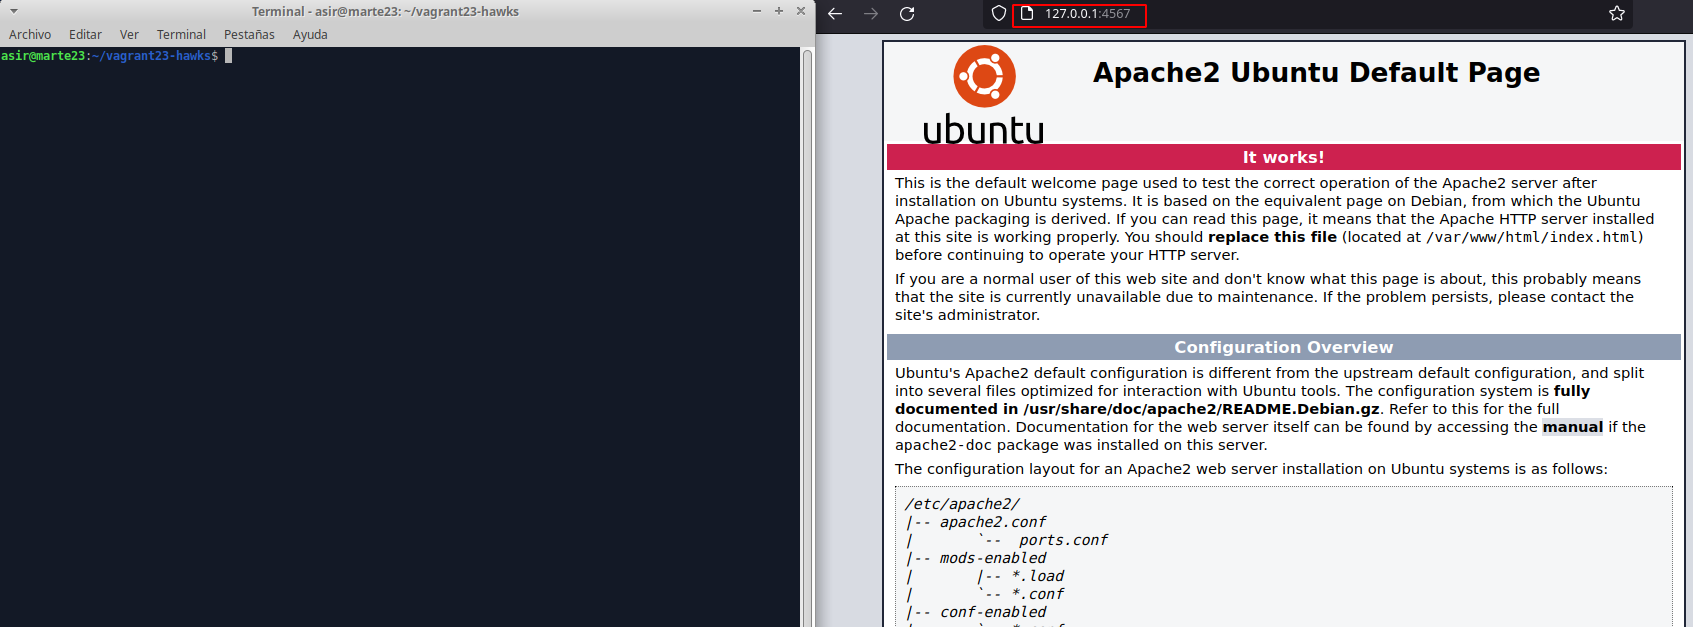 Terminal - asir@marte23: ~/vagrant23-hawks
Archivo Editar Ver Terminal Pestañas Ayuda
asir@marte23:~/vagrant23-hawks$
127.0.0.1:4567
ubuntu
Apache2 Ubuntu Default Page
It works!
This is the default welcome page used to test the correct operation of the Apache2 server after
installation on Ubuntu systems. It is based on the equivalent page on Debian, from which the Ubuntu
Apache packaging is derived. If you can read this page, it means that the Apache HTTP server installed
at this site is working properly. You should replace this file (located at /var/www/html/index.html)
before continuing to operate your HTTP server.
If you are a normal user of this web site and don't know what this page is about, this probably means
that the site is currently unavailable due to maintenance. If the problem persists, please contact the
site's administrator.
Configuration Overview
Ubuntu's Apache2 default configuration is different from the upstream default configuration, and split
into several files optimized for interaction with Ubuntu tools. The configuration system is fully
documented in /usr/share/doc/apache2/README.Debian.gz. Refer to this for the full
documentation. Documentation for the web server itself can be found by accessing the manual if the
apache2-doc package was installed on this server.
The configuration layout for an Apache2 web server installation on Ubuntu systems is as follows:
/etc/apache2/
|-- apache2.conf
|       `--  ports.conf
|-- mods-enabled
|       |-- *.load
|       `-- *.conf
|-- conf-enabled